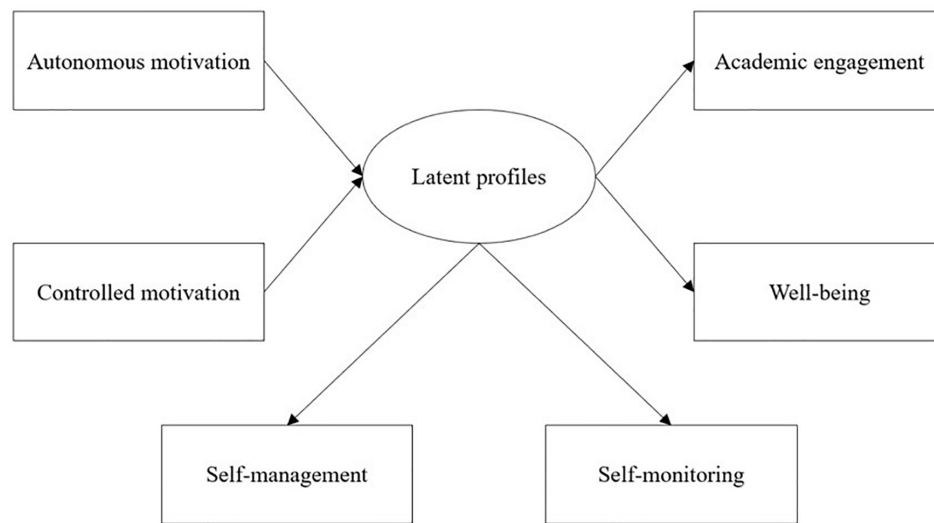 Autonomous motivation
Academic engagement
Latent profiles
Controlled motivation
Well-being
Self-management
Self-monitoring